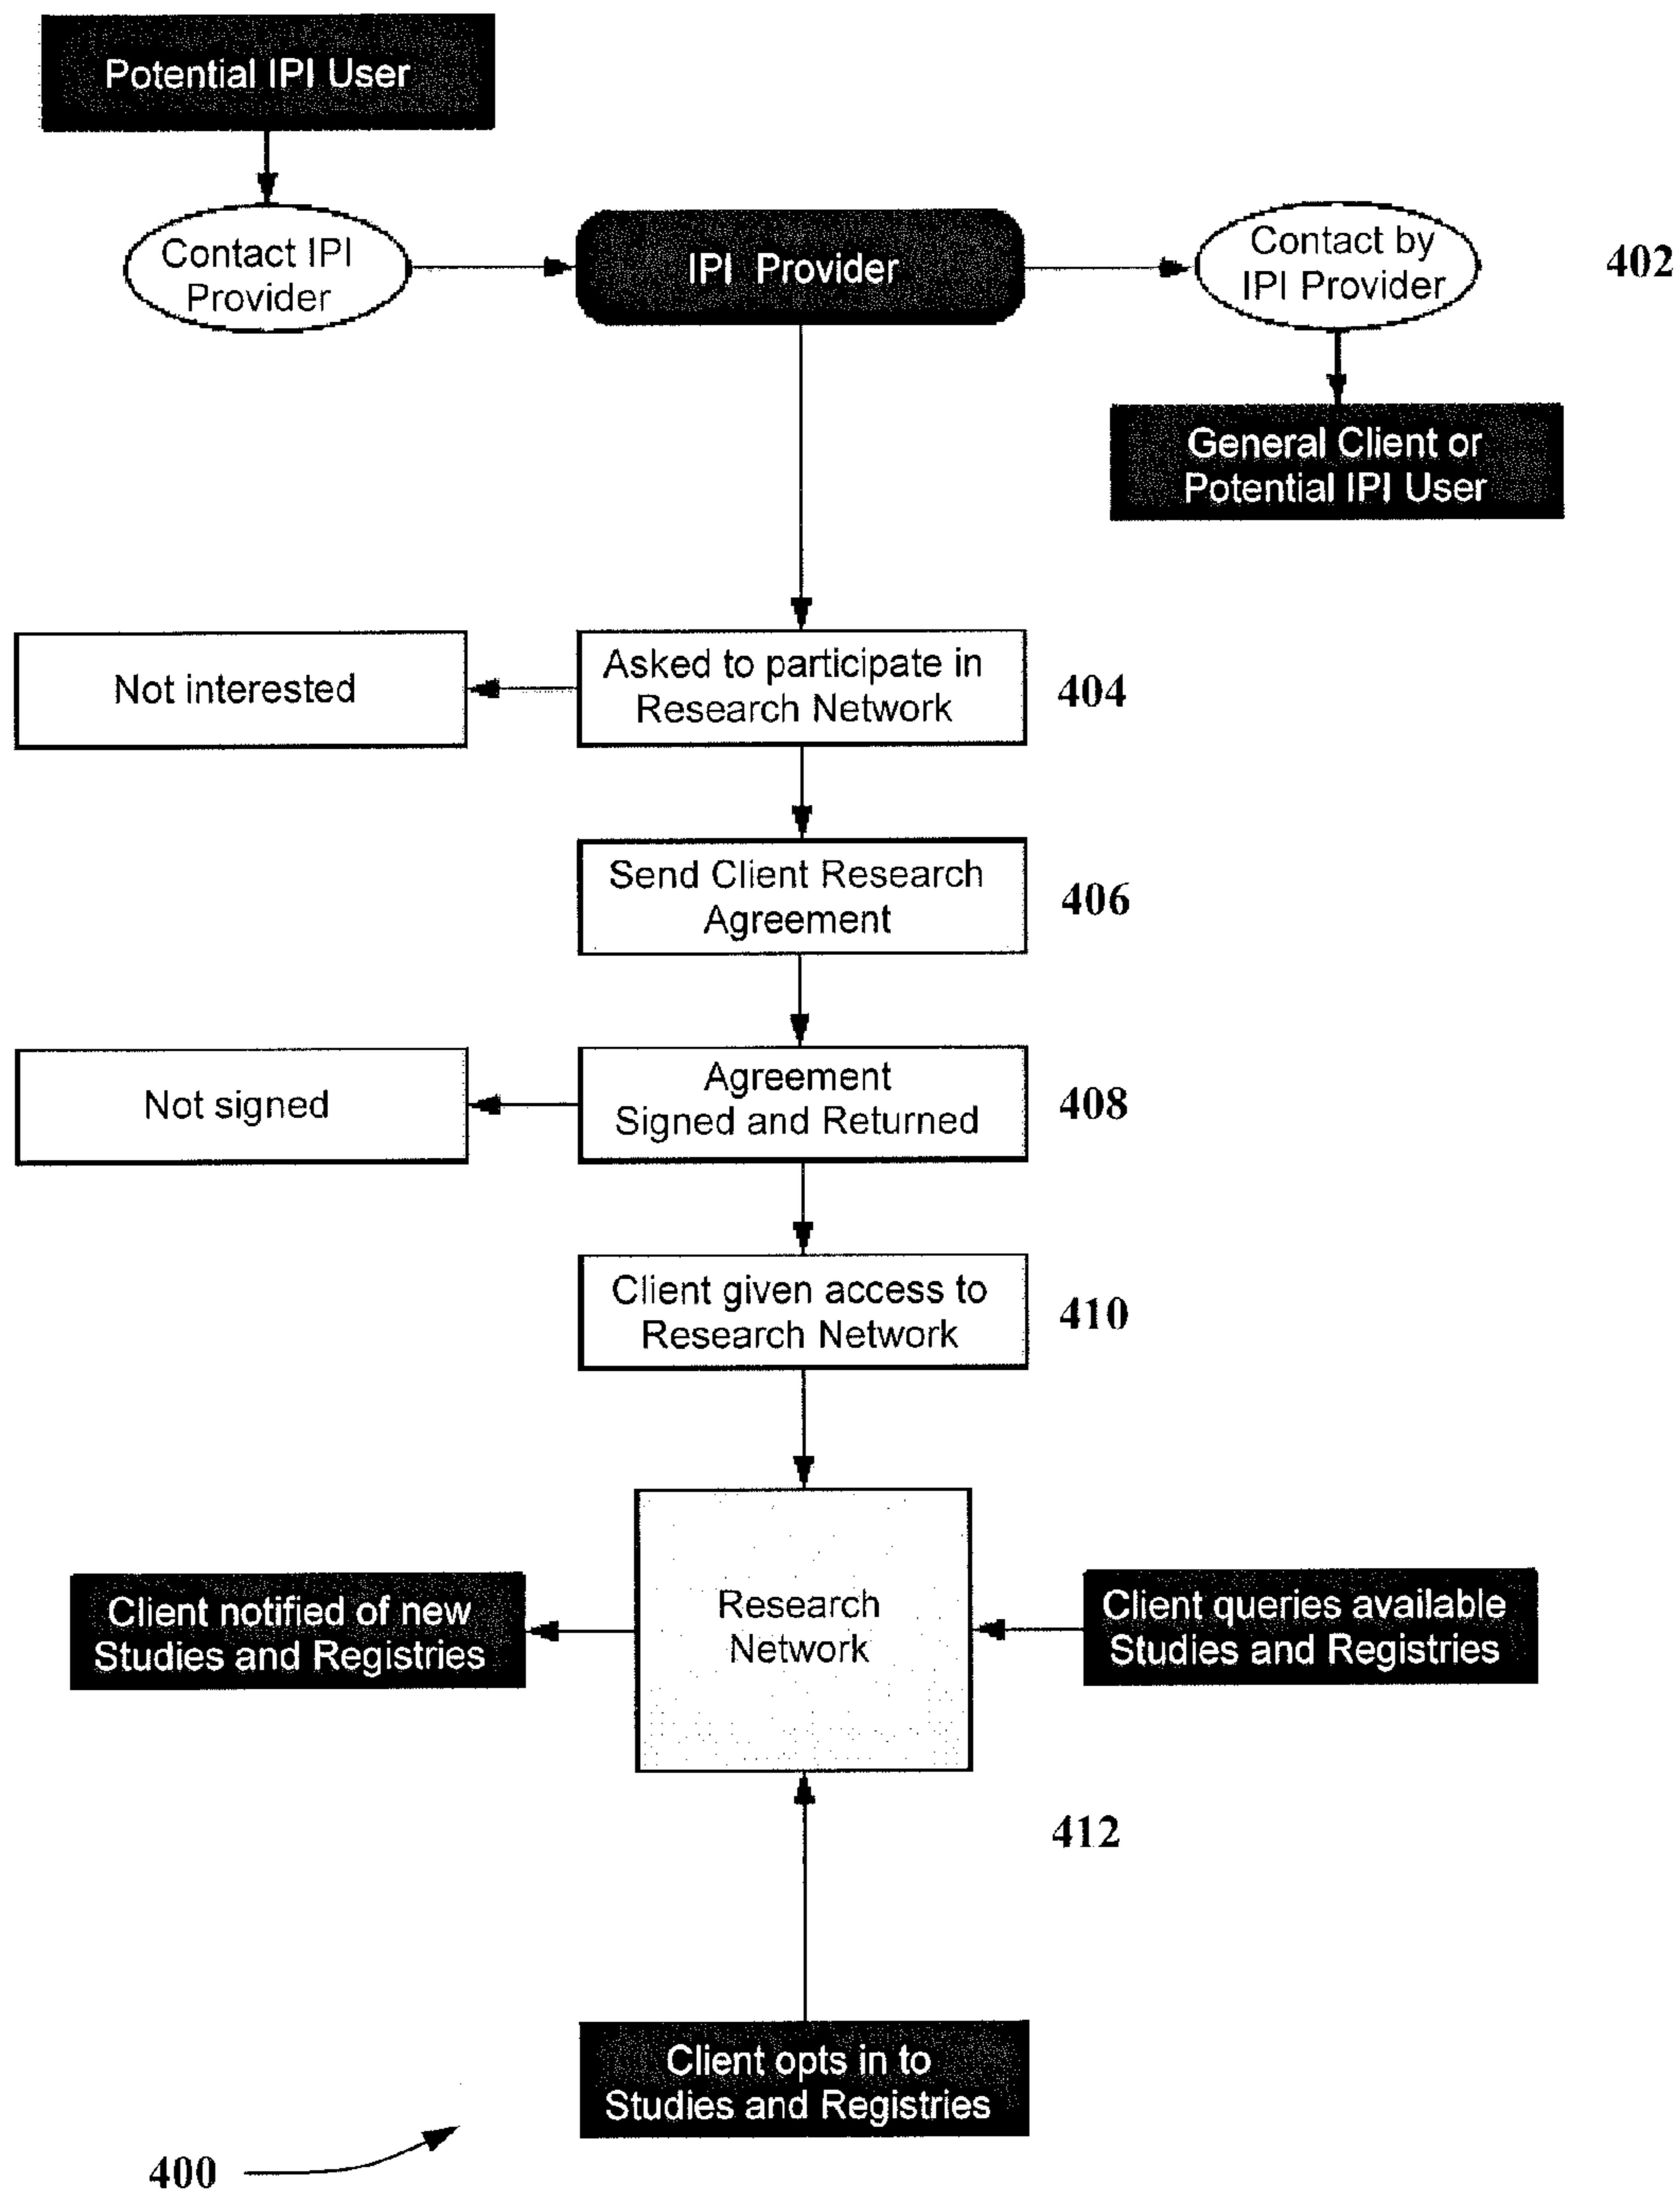 Potential IPI User
Contact IPI
Provider
IPI Provider
Contact by
IPI Provider
402
General Client or
Potential IPI User
Not interested
Asked to participate in
Research Network
404
Send Client Research
Agreement
406
Not signed
Agreement
Signed and Returned
408
Client given access to
Research Network
410
Client notified of new
Studies and Registries
Research
Network
Client queries available
Studies and Registries
412
Client opts in to
Studies and Registries
400